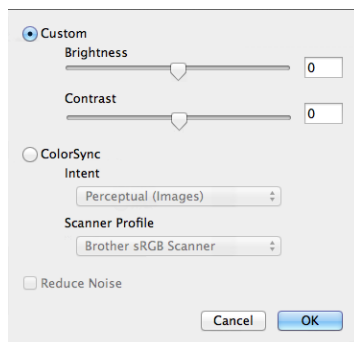 Custom
Brightness
0
Contrast
0
ColorSync
Intent
Perceptual (Images)
Scanner Profile
Brother sRGB Scanner
Reduce Noise
Cancel OK